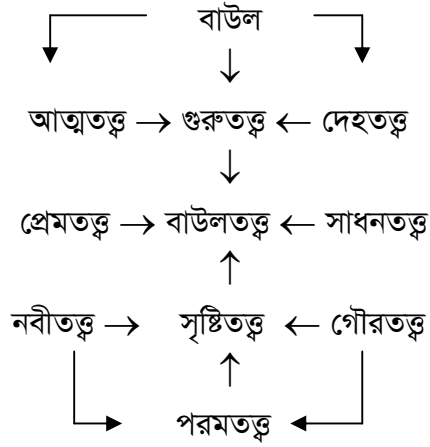 বাউল
আত্মতত্ত্ব → গুরুতত্ত্ব ← দেহতত্ত্ব
প্রেমতত্ত্ব → বাউলতত্ত্ব ← সাধনতত্ত্ব
নবীতত্ত্ব → সৃষ্টিতত্ত্ব ← গৌরতত্ত্ব
পরমতত্ত্ব